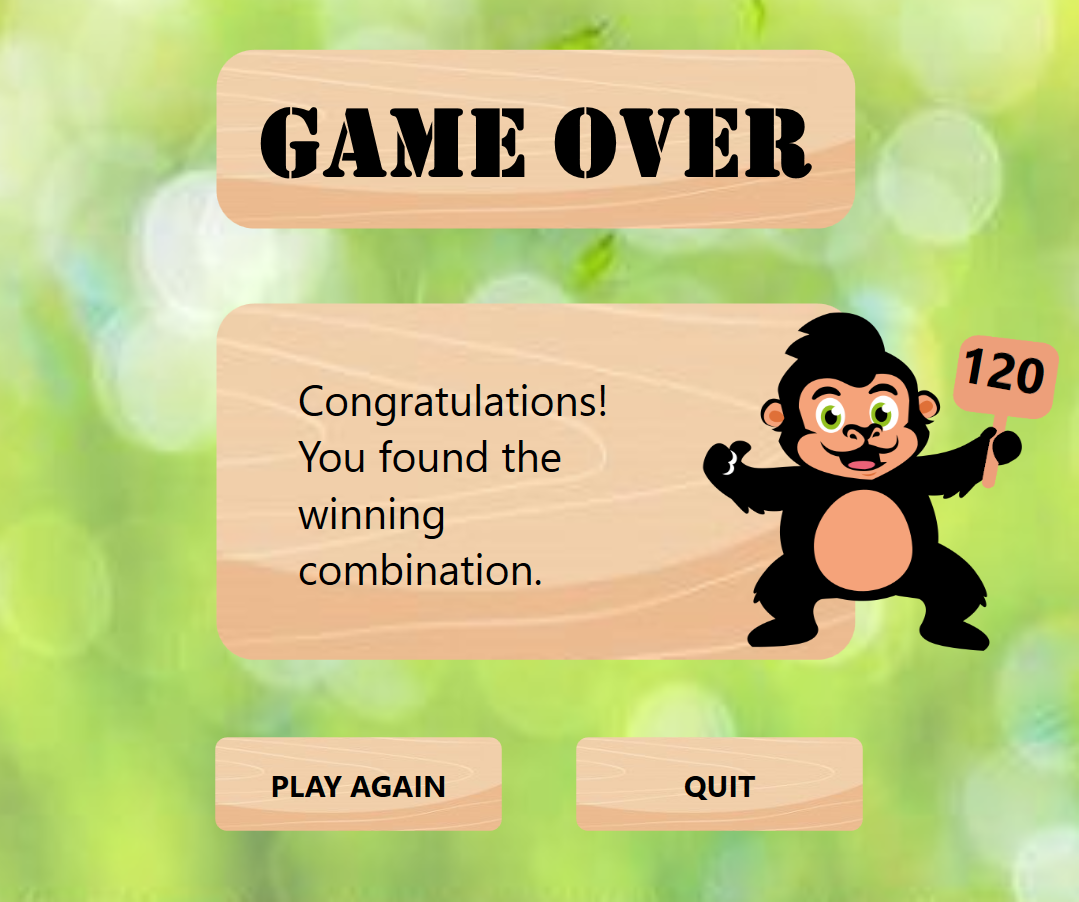 GAME OVER
120
Congratulations!
You found the
winning
combination.
PLAY AGAIN
QUIT